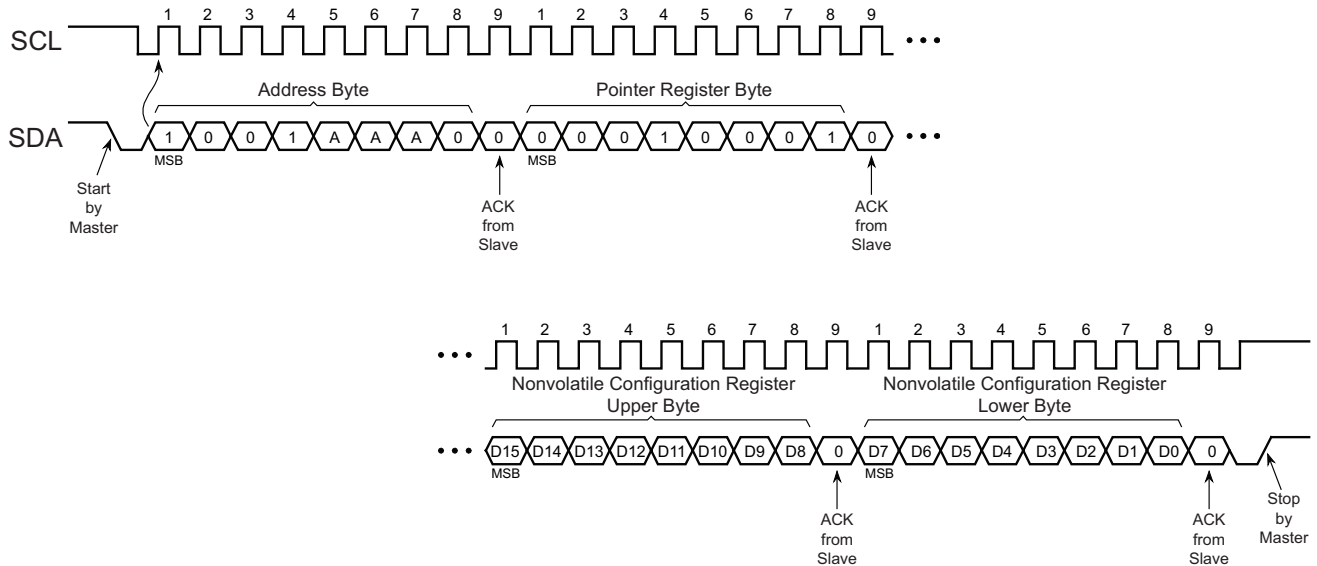 1 2 3 4 5 6 7 8 9 1 2 3 4 5 6 7 8 9
SCL
Address Byte
Pointer Register Byte
SDA
1 0 0 1 A A A 0 0 0 0 0 1 0 0 0 1 0
MSB
MSB
Start
by
Master
ACK
from
Slave
ACK
from
Slave
1 2 3 4 5 6 7 8 9 1 2 3 4 5 6 7 8 9
Nonvolatile Configuration Register
Upper Byte
Nonvolatile Configuration Register
Lower Byte
D15 D14 D13 D12 D11 D10 D9 D8 0 D7 D6 D5 D4 D3 D2 D1 D0 0
MSB
MSB
ACK
from
Slave
ACK
from
Slave
Stop
by
Master